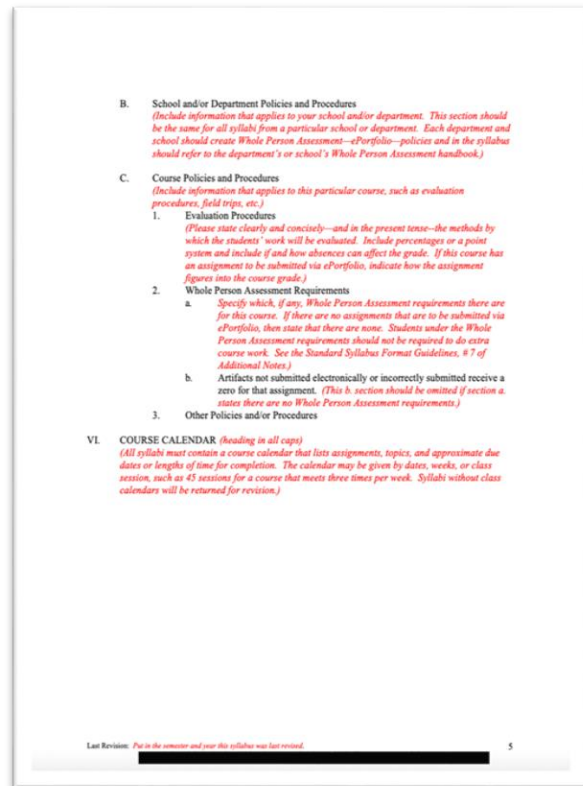 B. School and/or Department Policies and Procedures
(Include information that applies to your school and/or department. This section should
be the same for all syllabi from a particular school or department. Each department and
school should create Whole Person Assessment—ePortfolio—policies and in the syllabus
should refer to the department's or school's Whole Person Assessment handbook.)
C. Course Policies and Procedures
(Include information that applies to this particular course, such as evaluation
procedures, field trips, etc.)
1. Evaluation Procedures
(Please state clearly and concisely—and in the present tense--the methods by
which the students' work will be evaluated. Include percentages or a point
system and include if and how absences can affect the grade. If this course has
an assignment to be submitted via ePortfolio, indicate how the assignment
figures into the course grade.)
2. Whole Person Assessment Requirements
a. Specify which, if any, Whole Person Assessment requirements there are
for this course. If there are no assignments that are to be submitted via
ePortfolio, then state that there are none. Students under the Whole
Person Assessment requirements should not be required to do extra
course work. See the Standard Syllabus Format Guidelines, # 7 of
Additional Notes.)
b. Artifacts not submitted electronically or incorrectly submitted receive a
zero for that assignment. (This b. section should be omitted if section a.
states there are no Whole Person Assessment requirements.)
3. Other Policies and/or Procedures
VI. COURSE CALENDAR (heading in all caps)
(All syllabi must contain a course calendar that lists assignments, topics, and approximate due
dates or lengths of time for completion. The calendar may be given by dates, weeks, or class
session, such as 45 sessions for a course that meets three times per week. Syllabi without class
calendars will be returned for revision.)
Last Revision: Put in the semester and year this syllabus was last revised. 5